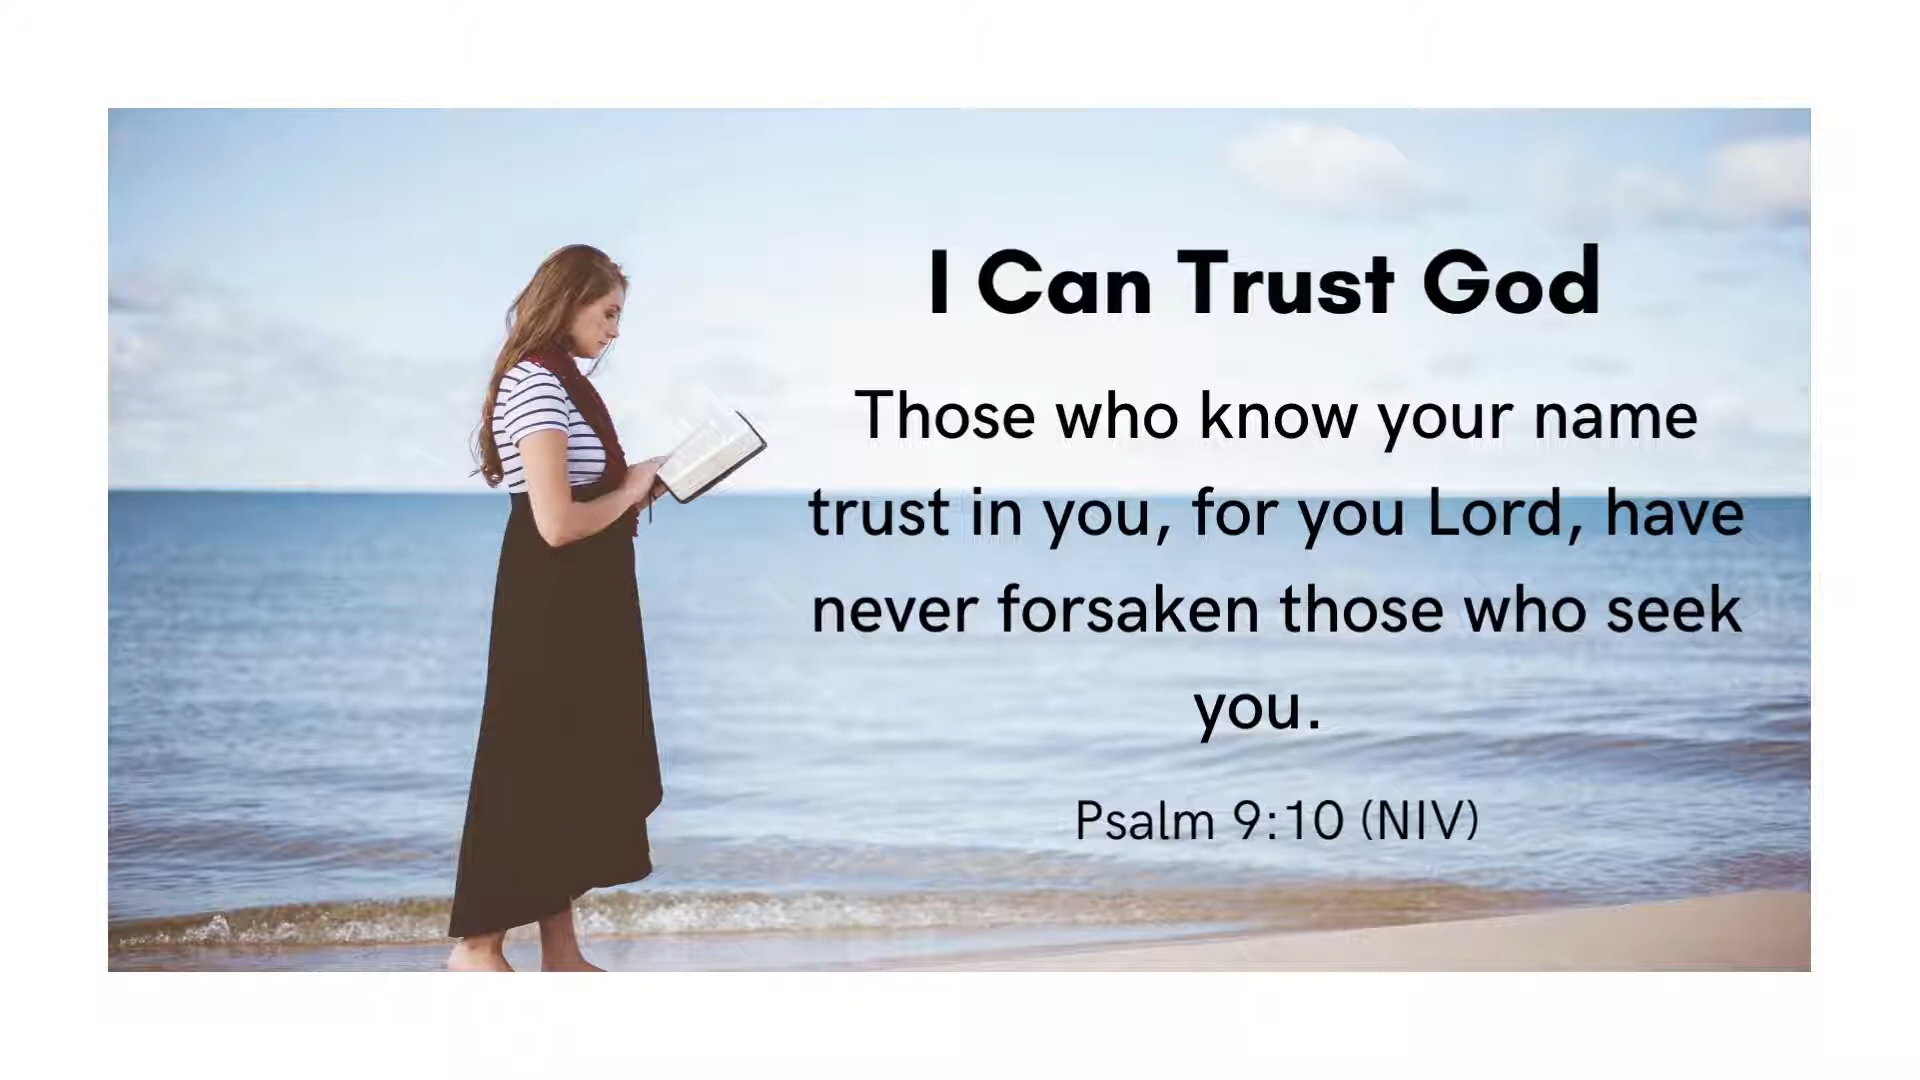 I Can Trust God
Those who know your name
trust in you, for you Lord, have
never forsaken those who seek
you.
Psalm 9:10 (NIV)